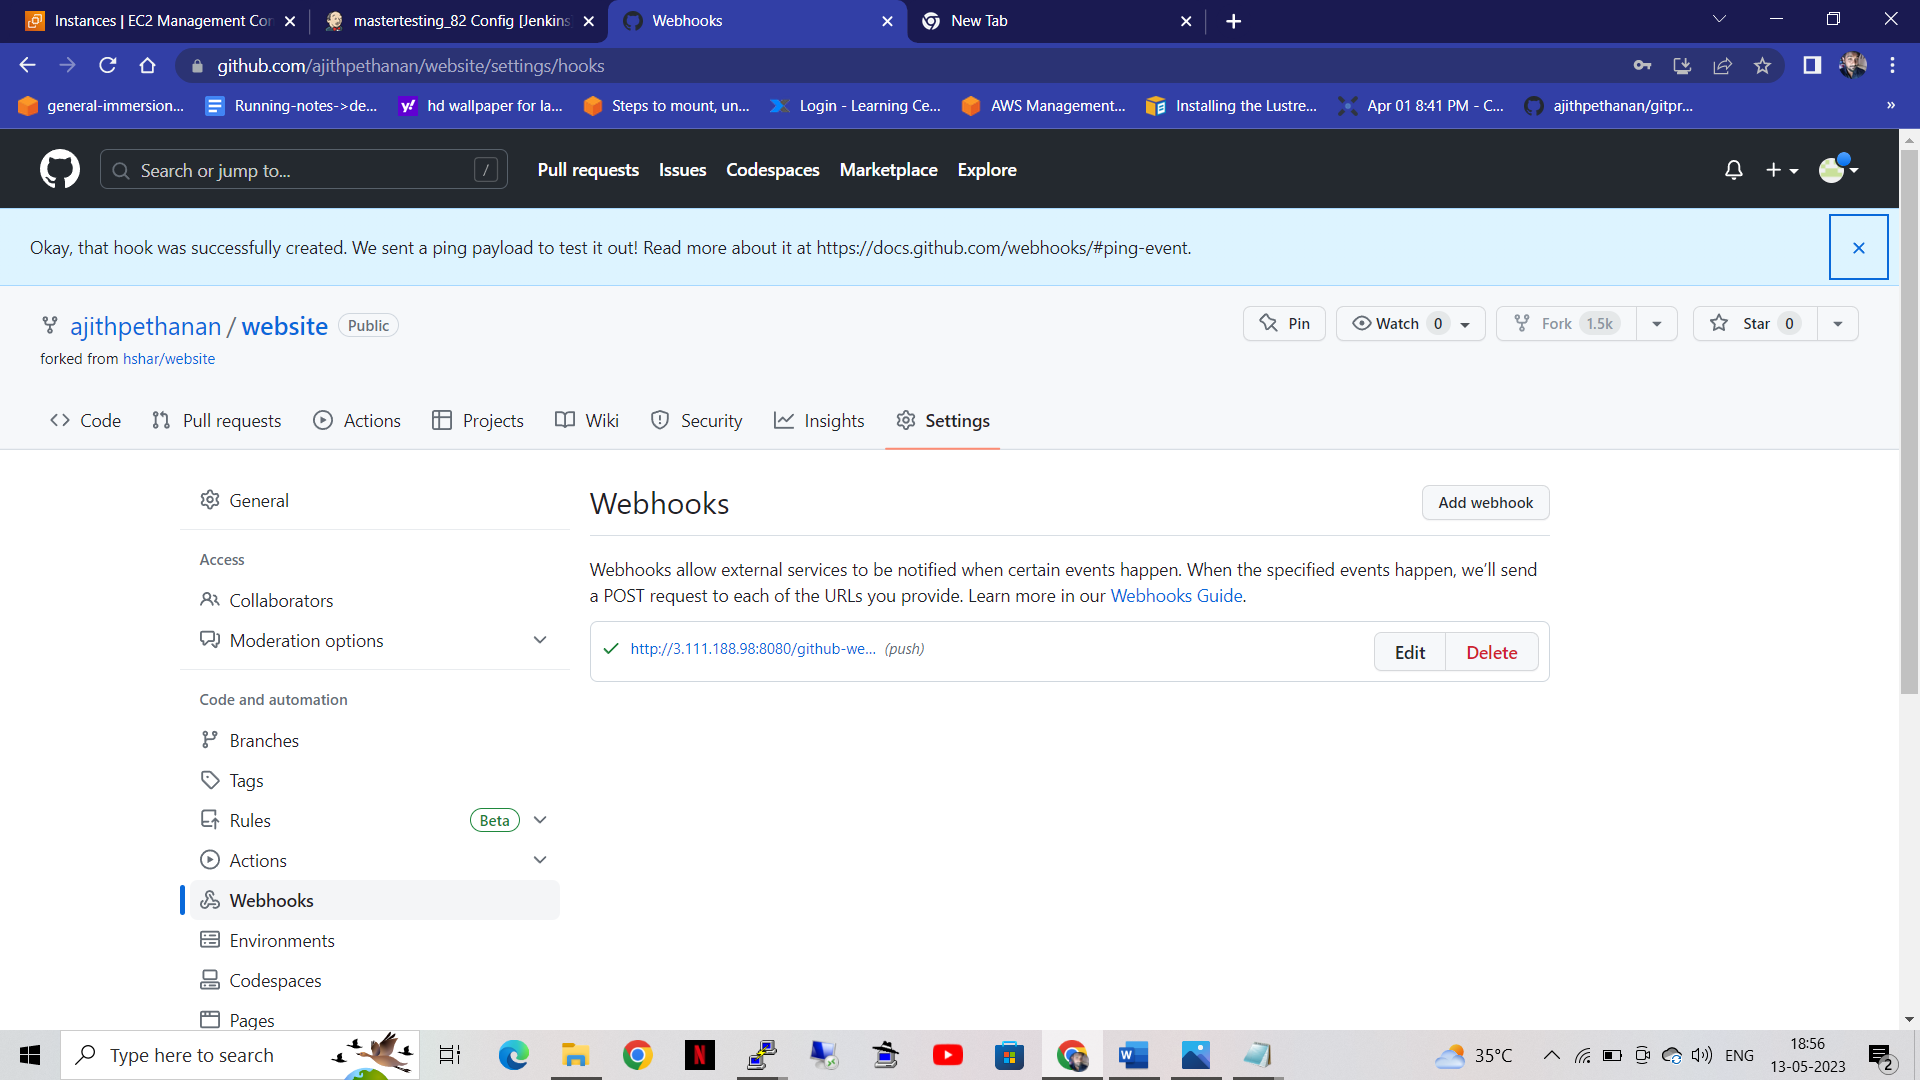 Instances | EC2 Management Con
mastertesting_82 Config [Jenkins
Webhooks
New Tab
github.com/ajithpethanan/website/settings/hooks
general-immersion...
Running-notes->de...
hd wallpaper for la...
Steps to mount, un...
Login - Learning Ce...
AWS Management...
Installing the Lustre...
Apr 01 8:41 PM - C...
ajithpethanan/gitpr...
»
Search or jump to...
/
Pull requests
Issues
Codespaces
Marketplace
Explore
Okay, that hook was successfully created. We sent a ping payload to test it out! Read more about it at https://docs.github.com/webhooks/#ping-event.
ajithpethanan / website
Public
Pin
Watch 0
Fork 1.5k
Star 0
forked from hshar/website
Code
Pull requests
Actions
Projects
Wiki
Security
Insights
Settings
General
Access
Collaborators
Moderation options
Code and automation
Branches
Tags
Rules
Beta
Actions
Webhooks
Environments
Codespaces
Pages
Webhooks
Add webhook
Webhooks allow external services to be notified when certain events happen. When the specified events happen, we'll send
a POST request to each of the URLs you provide. Learn more in our Webhooks Guide.
http://3.111.188.98:8080/github-we... (push)
Edit
Delete
Type here to search
35°C
ENG
18:56
13-05-2023
2